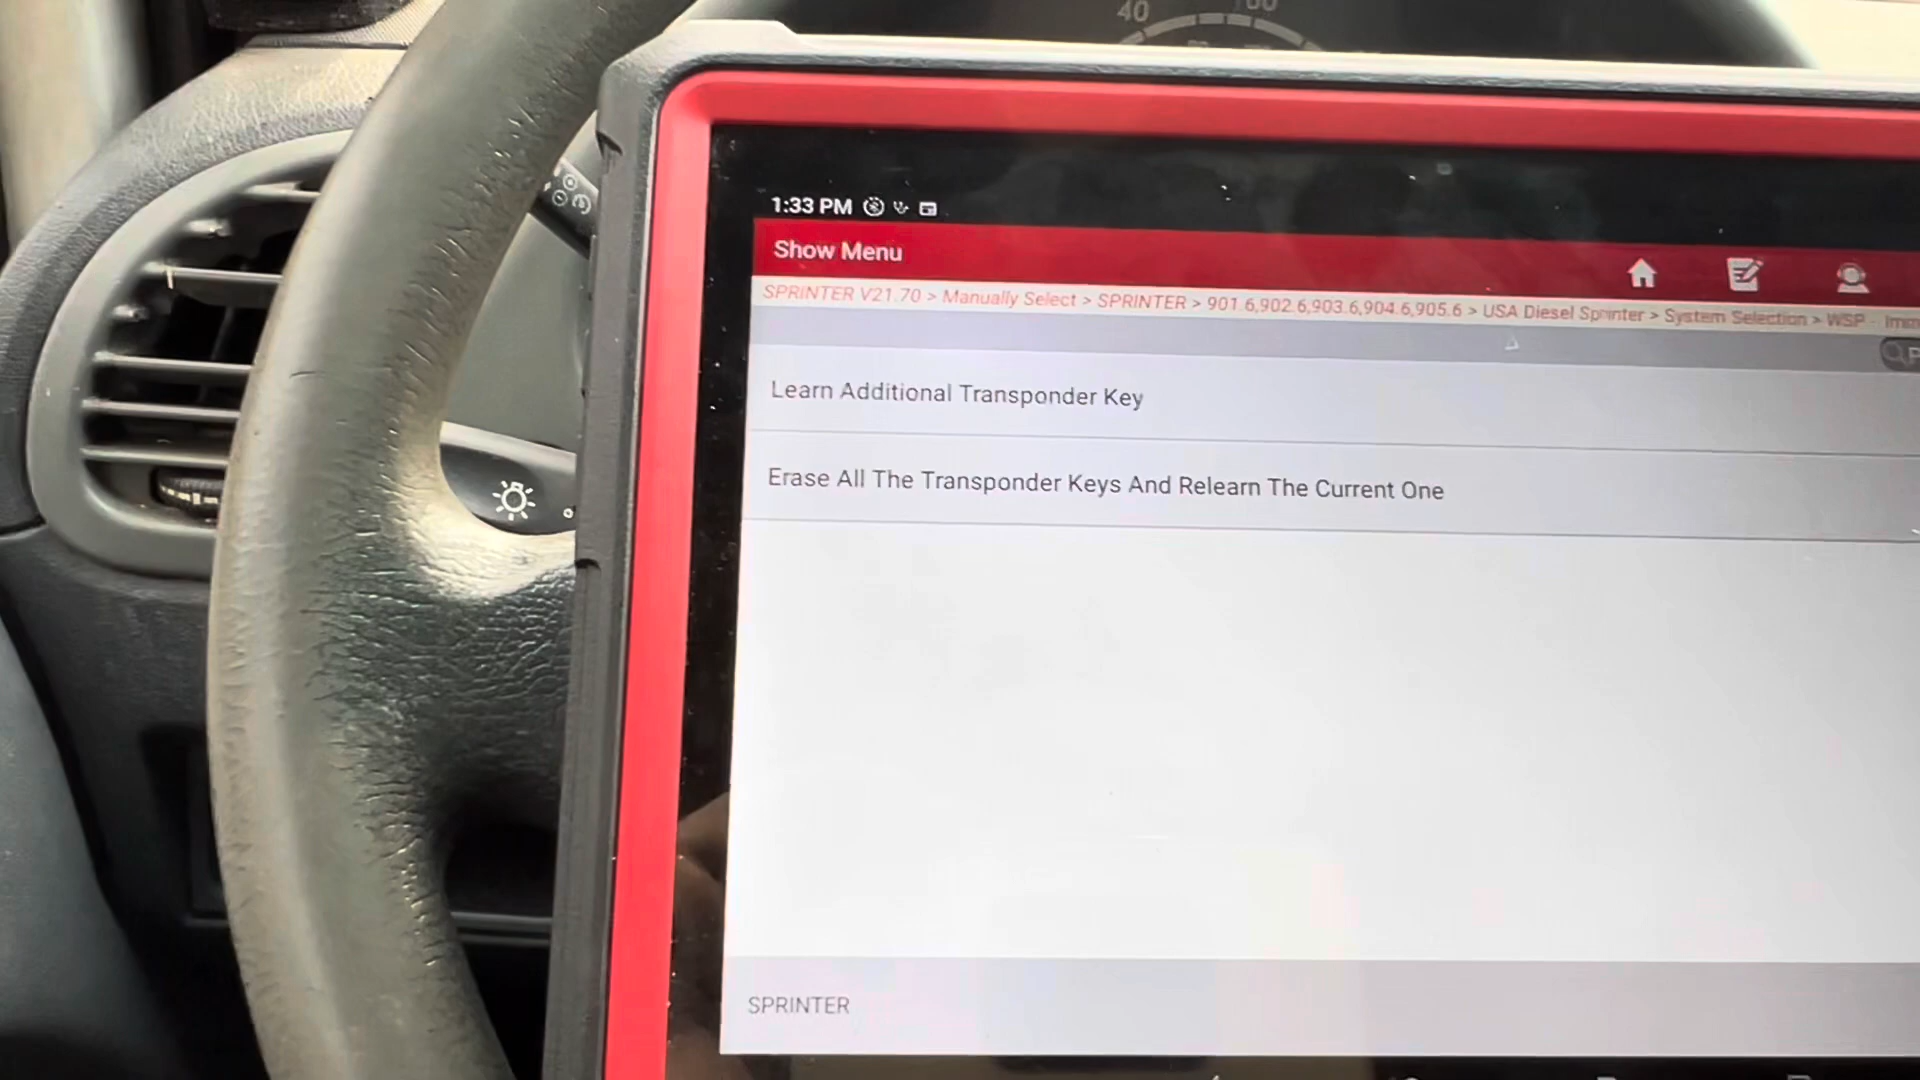 40
1:33 PM
Show Menu
SPRINTER V21.70 > Manually Select > SPRINTER > 901.6,902.6,903.6,904.6,905.6 > USA Diesel Sprinter > System Selection > WSP - Imm
P
Learn Additional Transponder Key
Erase All The Transponder Keys And Relearn The Current One
SPRINTER